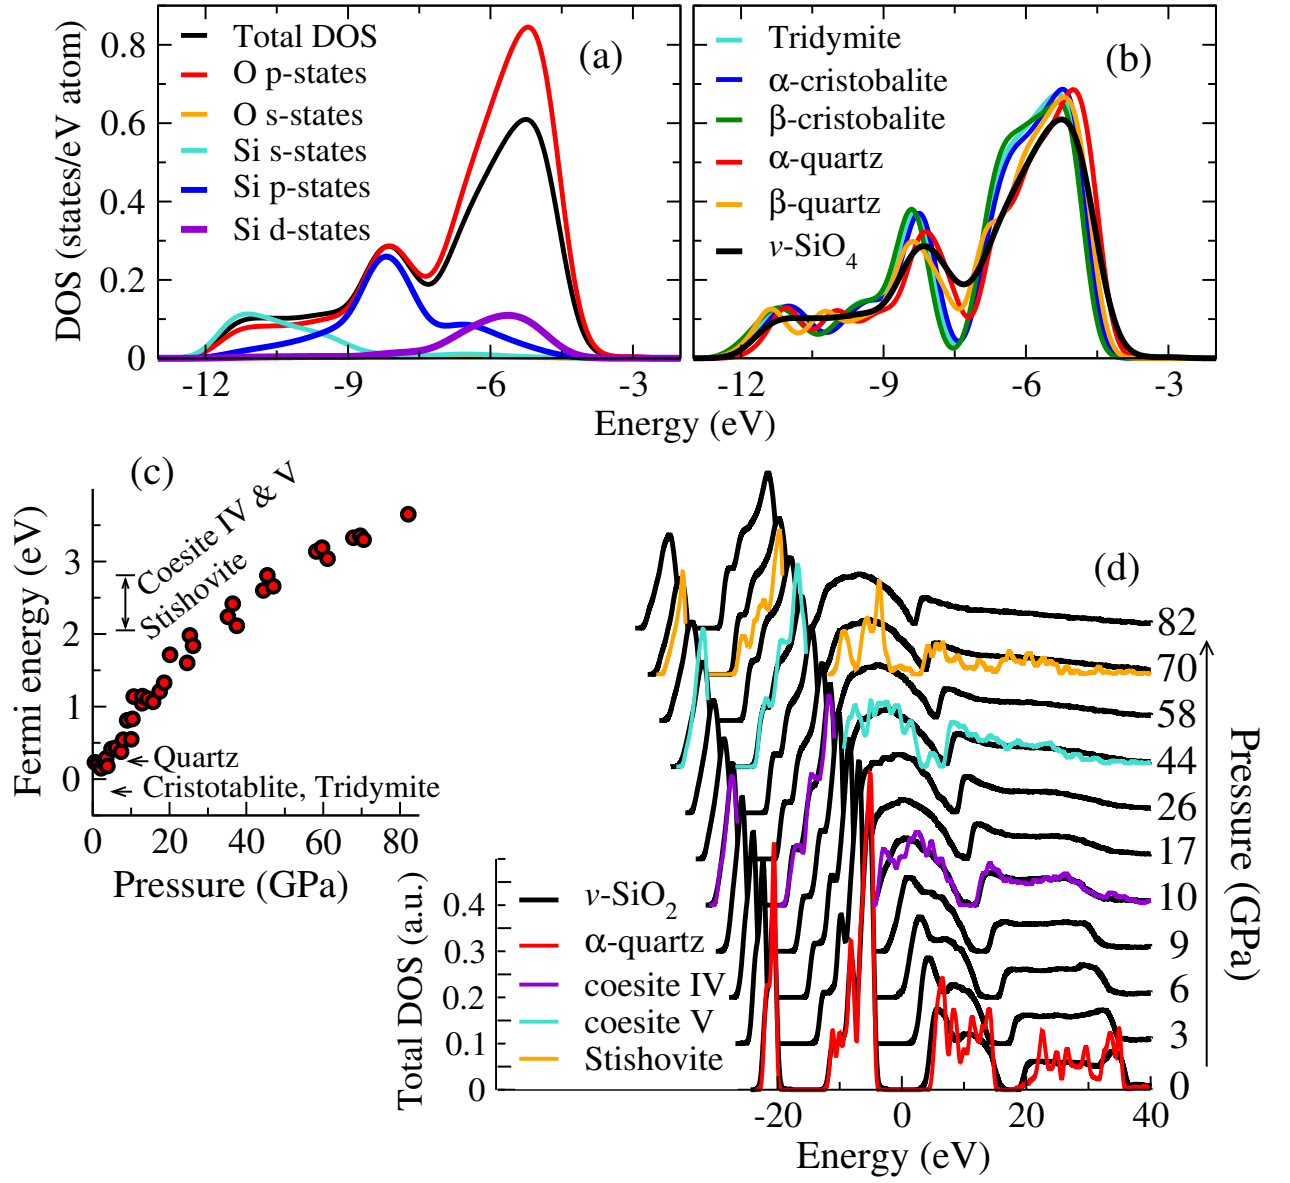 (a)
Total DOS
O p-states
O s-states
Si s-states
Si p-states
Si d-states
DOS (states/eV atom)
0.8
0.6
0.4
0.2
0
-12
-9
-6
-3
(b)
Tridymite
α-cristobalite
β-cristobalite
α-quartz
β-quartz
v-SiO4
-12
-9
-6
-3
Energy (eV)
(c)
Fermi energy (eV)
3
2
1
0
Coesite IV & V
Stishovite
Quartz
Cristotablite, Tridymite
0
20
40
60
80
Pressure (GPa)
(d)
82
70
58
44
26
17
10
9
6
3
0
Pressure (GPa)
Total DOS (a.u.)
0.4
0.3
0.2
0.1
0
v-SiO2
α-quartz
coesite IV
coesite V
Stishovite
-20
0
20
40
Energy (eV)